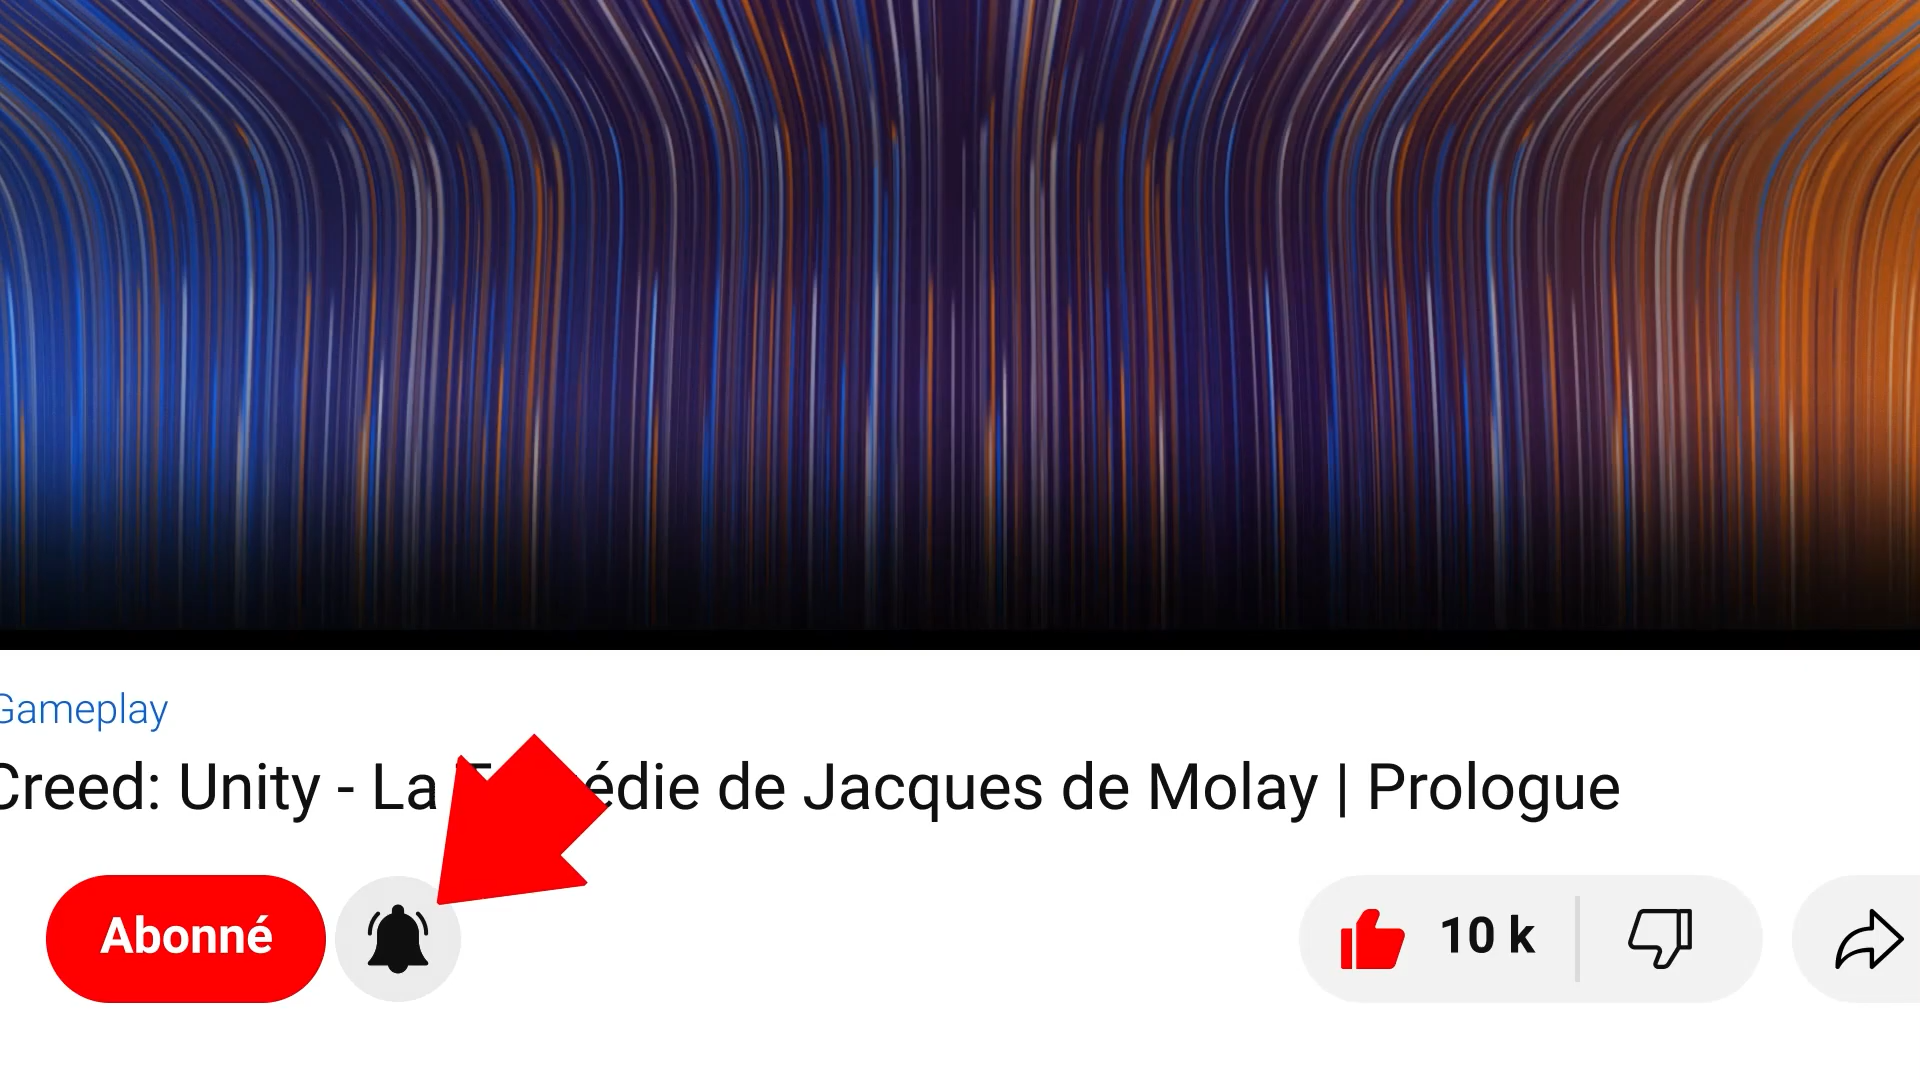 Gameplay
Creed: Unity - La édie de Jacques de Molay | Prologue
Abonné
10 k